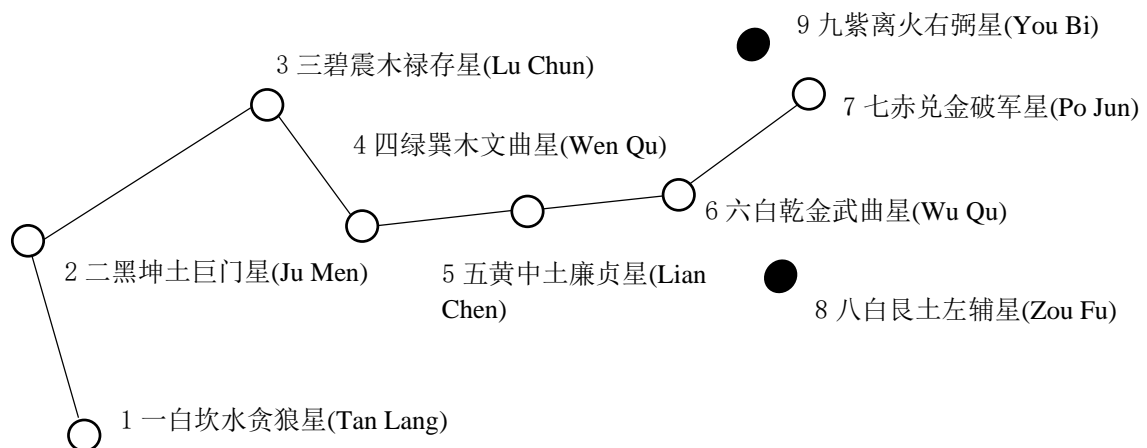 9 九紫离火右弼星(You Bi)
3 三碧震木禄存星(Lu Chun)
7 七赤兑金破军星(Po Jun)
4 四绿巽木文曲星(Wen Qu)
6 六白乾金武曲星(Wu Qu)
2 二黑坤土巨门星(Ju Men)
5 五黄中土廉贞星(Lian
Chen)
8 八白艮土左辅星(Zou Fu)
1 一白坎水贪狼星(Tan Lang)